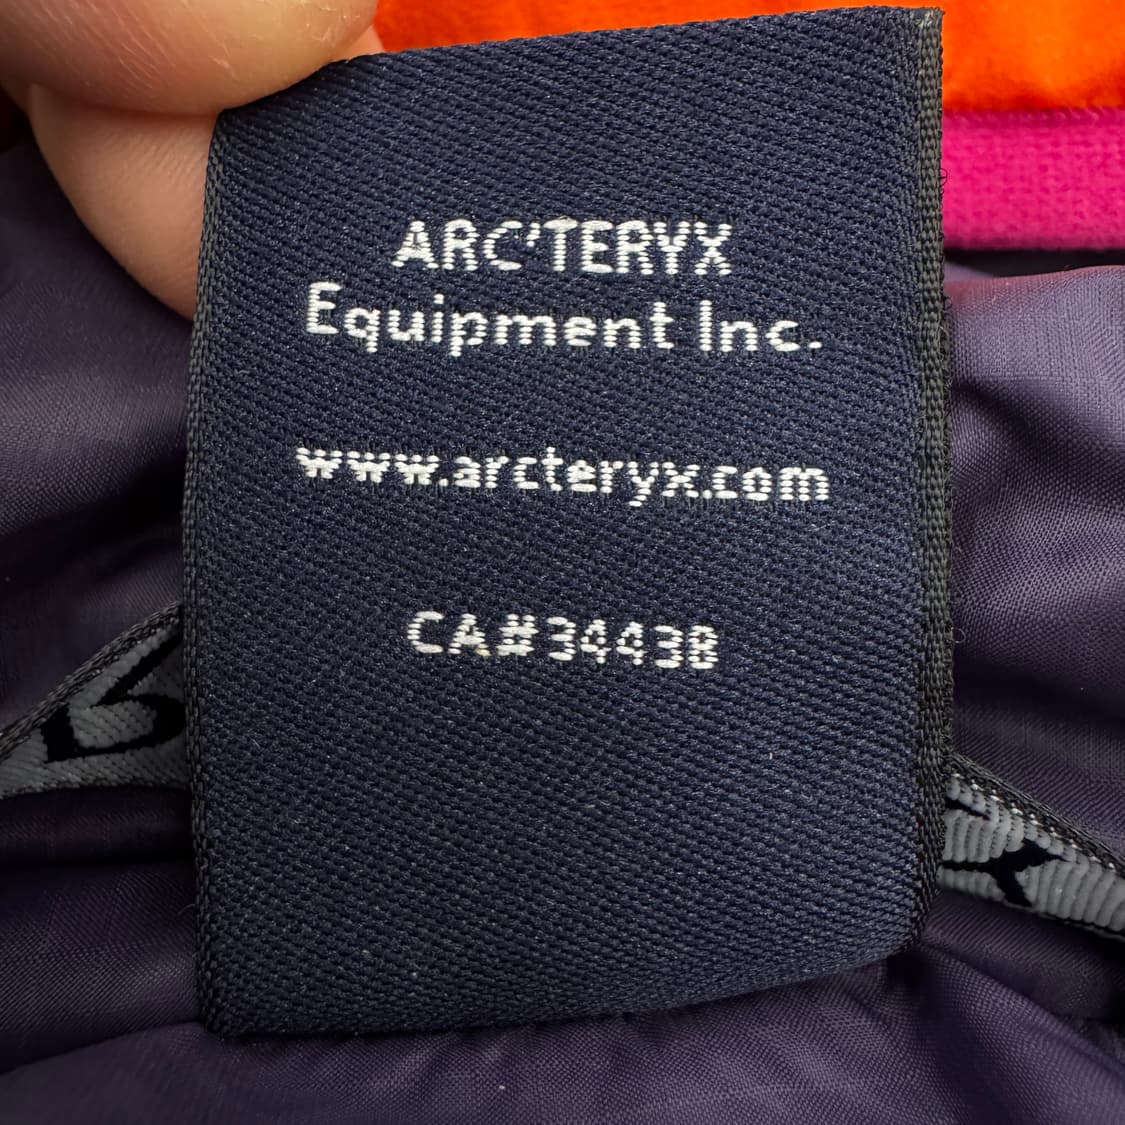 ARC'TERYX
Equipment Inc.
www.arcteryx.com
CA#34438